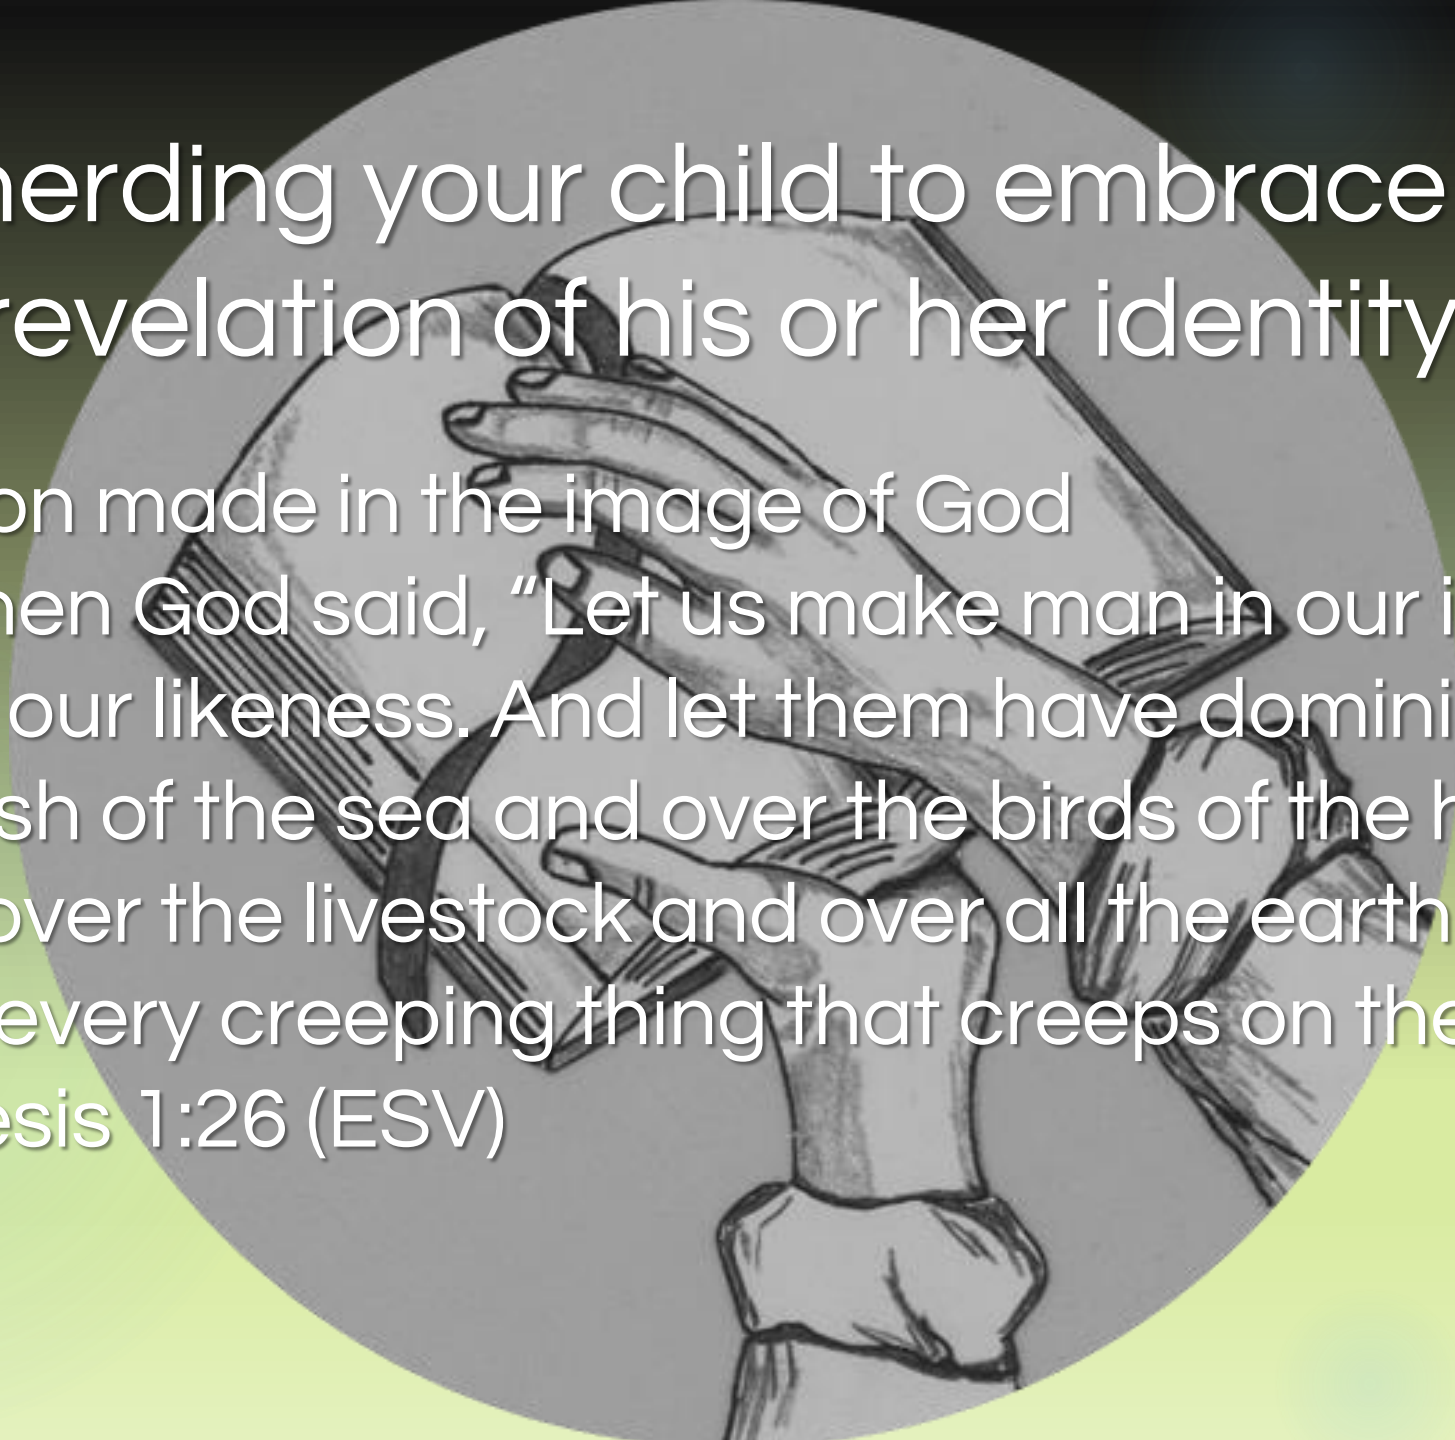 herding your child to embrace
revelation of his or her identity
on made in the image of God
hen God said, “Let us make man in our i
our likeness. And let them have domini
sh of the sea and over the birds of the h
over the livestock and over all the earth
every creeping thing that creeps on the
esis 1:26 (ESV)